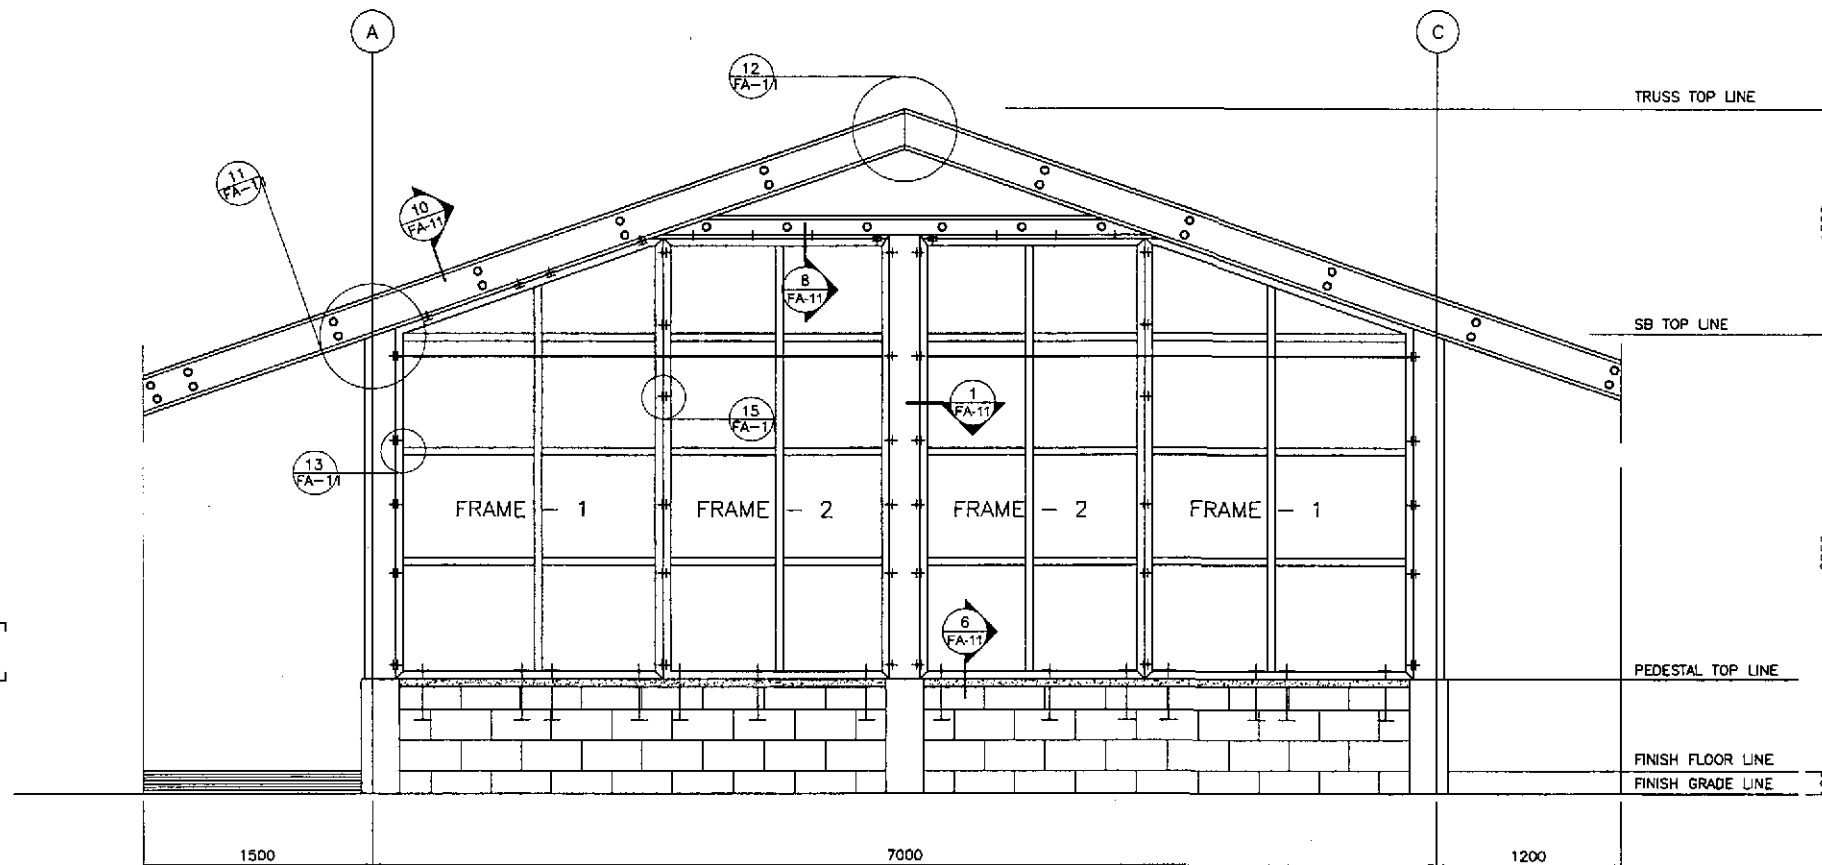 A
C
12
FA-11
TRUSS TOP LINE
11
FA-11
10
FA-11
8
FA-11
SB TOP LINE
1
FA-11
15
FA-11
13
FA-11
FRAME - 1
FRAME - 2
FRAME - 2
FRAME - 1
6
FA-11
PEDESTAL TOP LINE
FINISH FLOOR LINE
FINISH GRADE LINE
1500
7000
1200